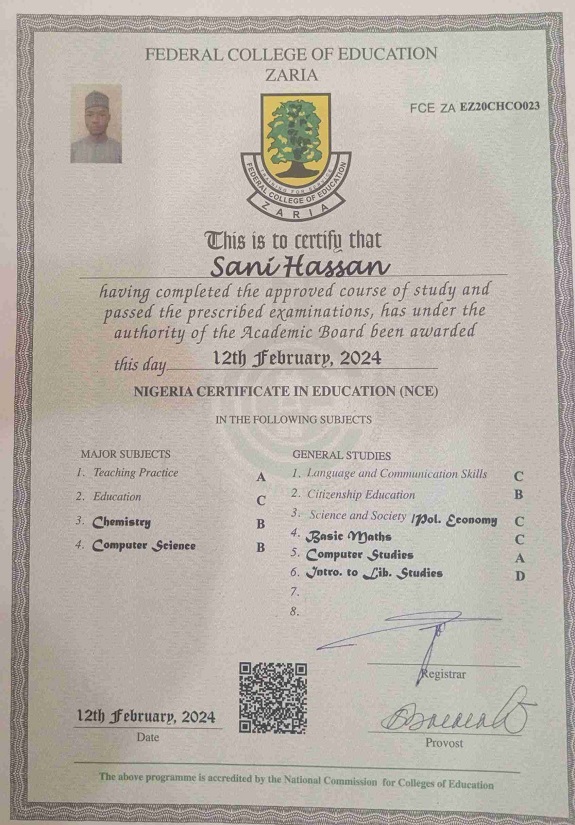 FEDERAL COLLEGE OF EDUCATION
ZARIA
FCE ZA EZ20CHCO023
FEDERAL COLLEGE OF EDUCATION
ZARIA
This is to certify that
Sani Hassan
having completed the approved course of study and
passed the prescribed examinations, has under the
authority of the Academic Board been awarded
this day 12th February, 2024
NIGERIA CERTIFICATE IN EDUCATION (NCE)
IN THE FOLLOWING SUBJECTS
MAJOR SUBJECTS
1. Teaching Practice A
2. Education C
3. Chemistry B
4. Computer Science B
GENERAL STUDIES
1. Language and Communication Skills C
2. Citizenship Education B
3. Science and Society /Pol. Economy C
4. Basic Maths C
5. Computer Studies A
6. Intro. to Lib. Studies D
7.
8.
Registrar
12th February, 2024
Date
Provost
The above programme is accredited by the National Commission for Colleges of Education